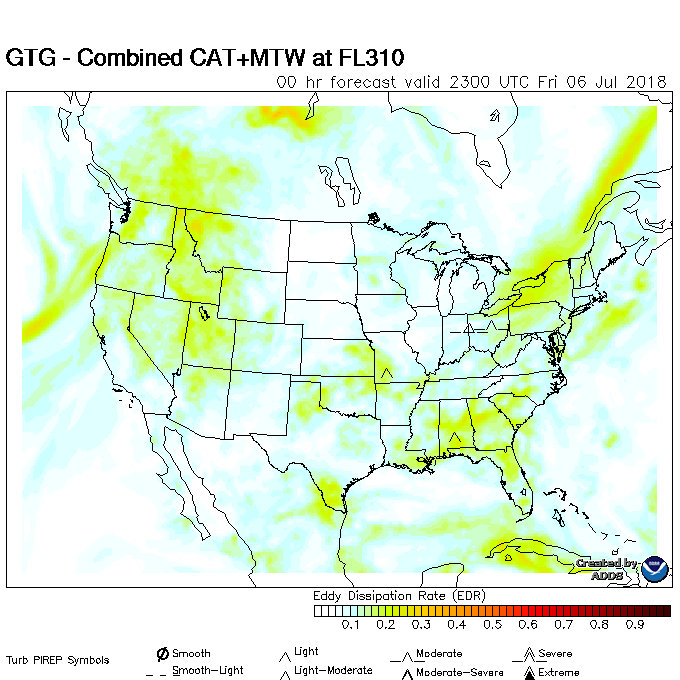 GTG - Combined CAT+MTW at FL310
00 hr forecast valid 2300 UTC Fri 06 Jul 2018
Created by
ADDS
Eddy Dissipation Rate (EDR)
0.1 0.2 0.3 0.4 0.5 0.6 0.7 0.8 0.9
Turb PIREP Symbols
Smooth Light Moderate Severe
Smooth-Light Light-Moderate Moderate-Severe Extreme